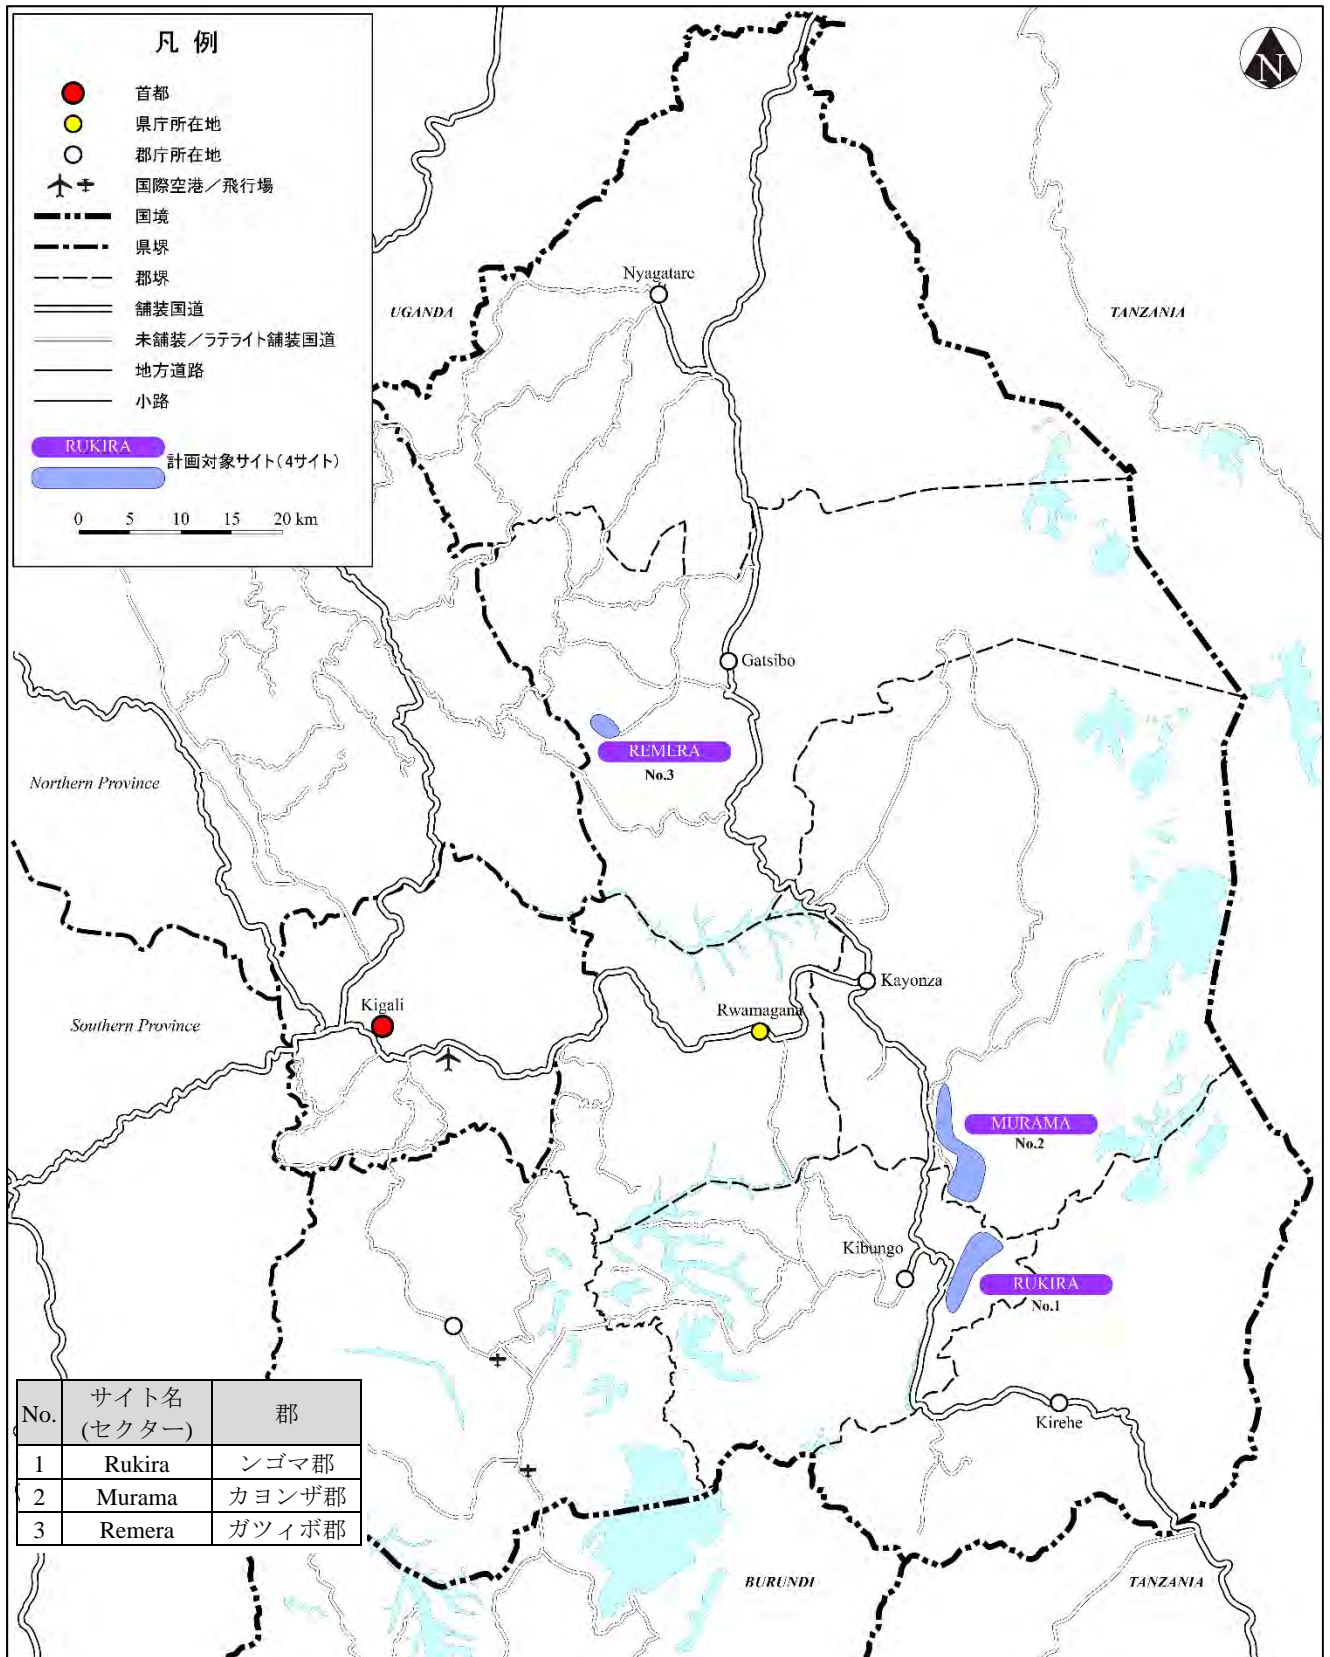 凡 例
首都
県庁所在地
郡庁所在地
国際空港／飛行場
国境
県堺
郡堺
舗装国道
未舗装／ラテライト舗装国道
地方道路
小路
RUKIRA
計画対象サイト(4サイト)
0 5 10 15 20 km
N
Nyagatare
UGANDA
TANZANIA
Gatsibo
REMERA
No.3
Northern Province
Kayonza
Kigali
Rwamagana
Southern Province
MURAMA
No.2
Kibungo
RUKIRA
No.1
Kirehe
BURUNDI
TANZANIA
No. サイト名 (セクター) 郡
1 Rukira ンゴマ郡
2 Murama カヨンザ郡
3 Remera ガツィボ郡